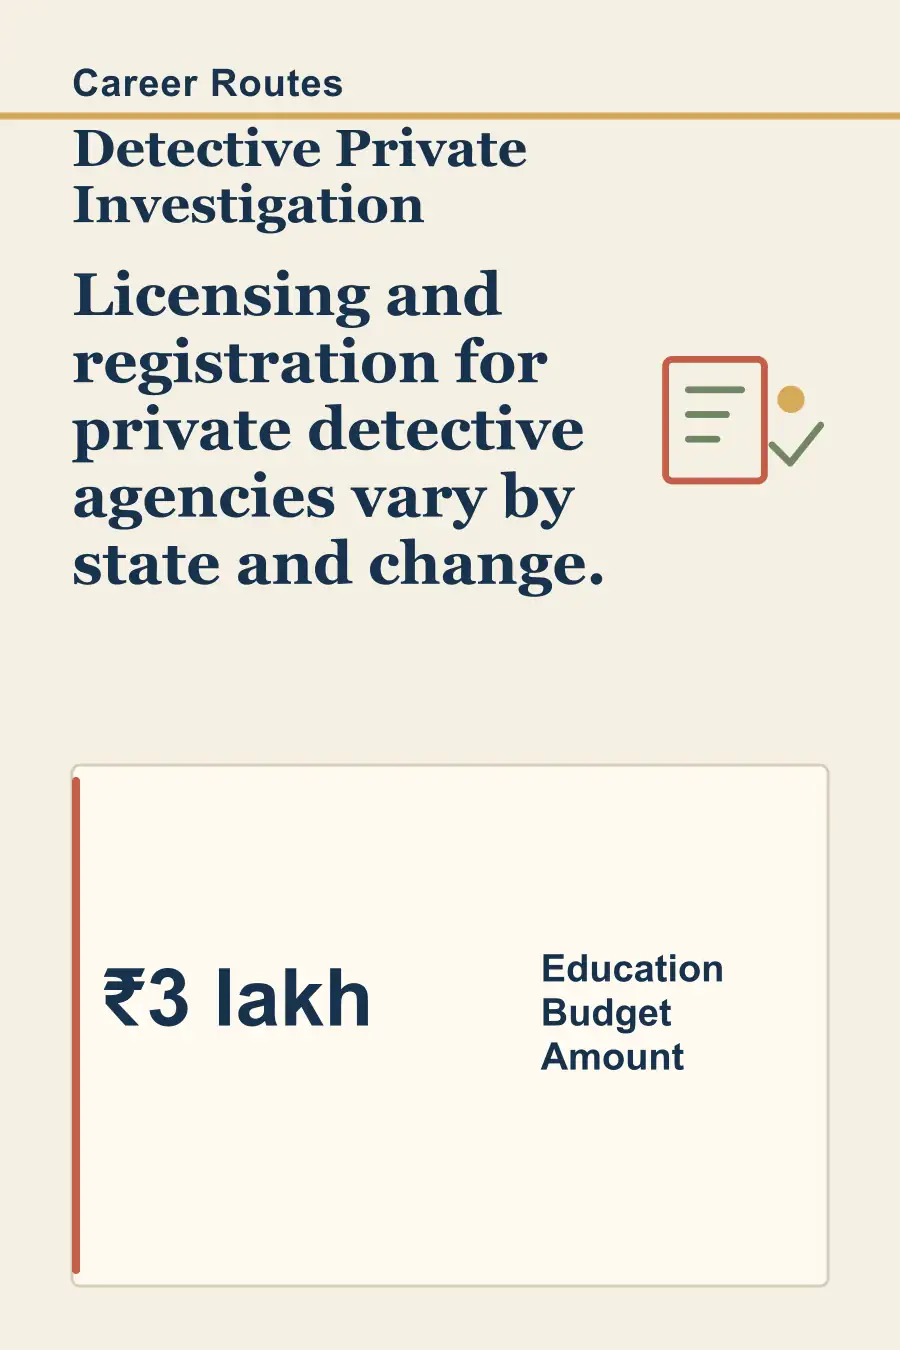 Career Routes
Detective Private
Investigation
Licensing and
registration for
private detective
agencies vary by
state and change.
₹3 lakh
Education
Budget
Amount